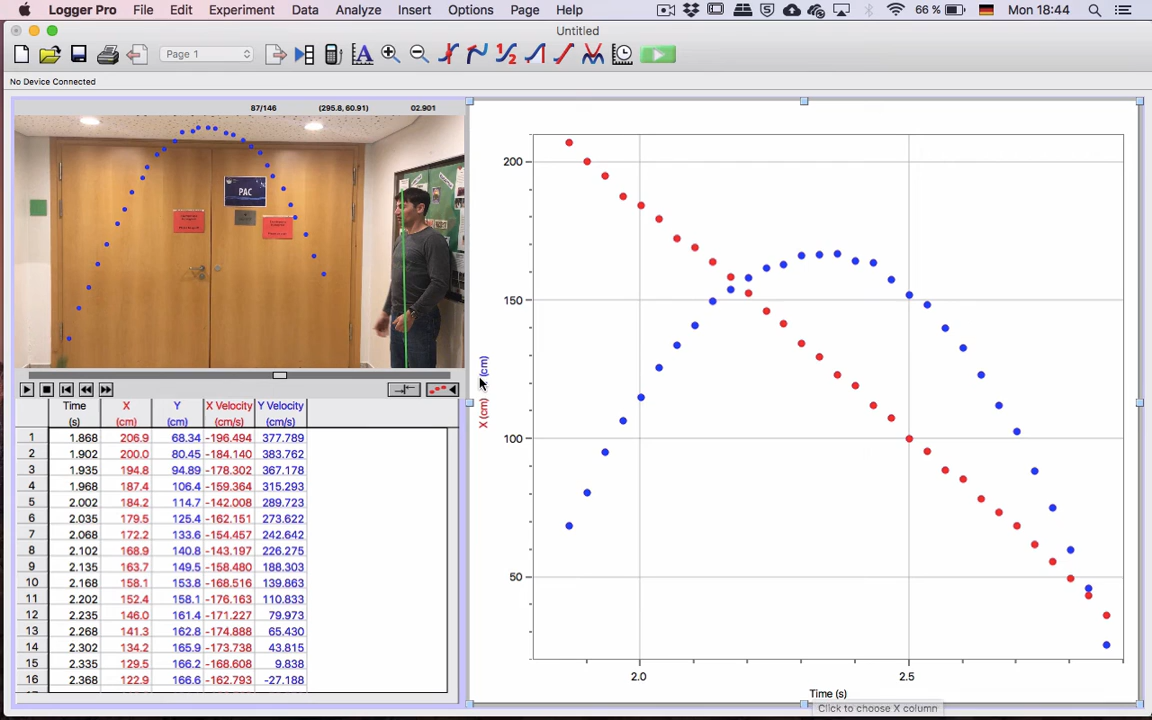 Logger Pro File Edit Experiment Data Analyze Insert Options Page Help 66 % Mon 18:44
Untitled
Page 1
No Device Connected
87/146 (295.8, 60.91) 02.901
PAC
Time X Y X Velocity Y Velocity
(s) (cm) (cm) (cm/s) (cm/s)
1 1.868 206.9 68.34 -196.494 377.789
2 1.902 200.0 80.45 -184.140 383.762
3 1.935 194.8 94.89 -178.302 367.178
4 1.968 187.4 106.4 -159.364 315.293
5 2.002 184.2 114.7 -142.008 289.723
6 2.035 179.5 125.4 -162.151 273.622
7 2.068 172.2 133.6 -154.457 242.642
8 2.102 168.9 140.8 -143.197 226.275
9 2.135 163.7 149.5 -158.480 188.303
10 2.168 158.1 153.8 -168.516 139.863
11 2.202 152.4 158.1 -176.163 110.833
12 2.235 146.0 161.4 -171.227 79.973
13 2.268 141.3 162.8 -174.888 65.430
14 2.302 134.2 165.9 -173.738 43.815
15 2.335 129.5 166.2 -168.608 9.838
16 2.368 122.9 166.6 -162.793 -27.188
X (cm) (cm)
200
150
100
50
2.0 2.5
Time (s)
Click to choose X column